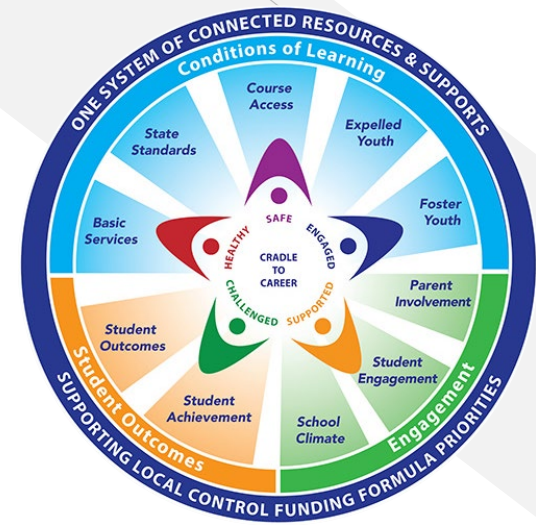 ONE SYSTEM OF CONNECTED RESOURCES & SUPPORTS
Conditions of Learning
Course
Access
State
Standards
Expelled
Youth
Basic
Services
Foster
Youth
SAFE
HEALTHY
ENGAGED
CRADLE
TO
CAREER
CHALLENGED
SUPPORTED
Parent
Involvement
Student
Outcomes
Student
Engagement
Student
Achievement
School
Climate
Student Outcomes
Engagement
SUPPORTING LOCAL CONTROL FUNDING FORMULA PRIORITIES